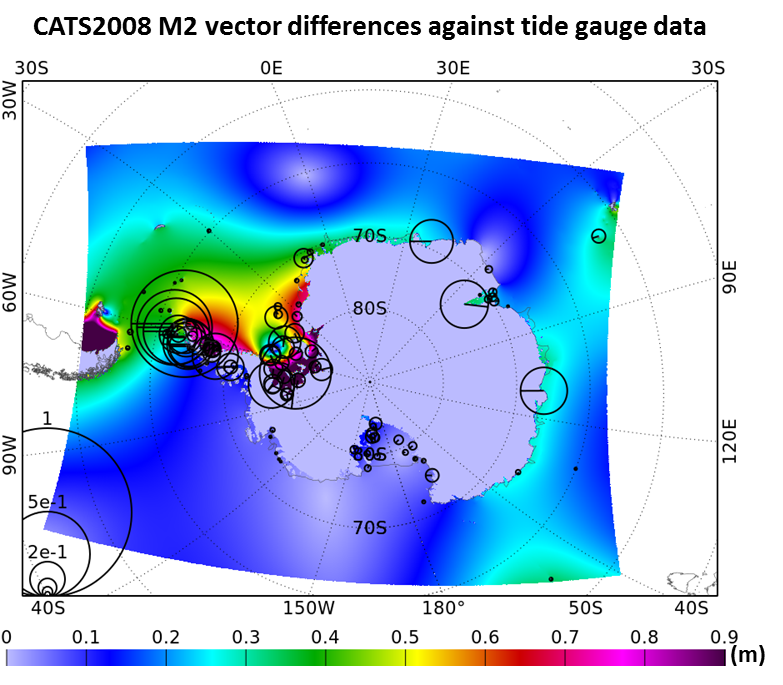 CATS2008 M2 vector differences against tide gauge data
30S 0E 30E 30S
30W
70S
60W 90E
80S
90W 120E
1
5e-1
80S
2e-1
70S
40S 150W 180° 50S 40S
0 0.1 0.2 0.3 0.4 0.5 0.6 0.7 0.8 0.9 (m)